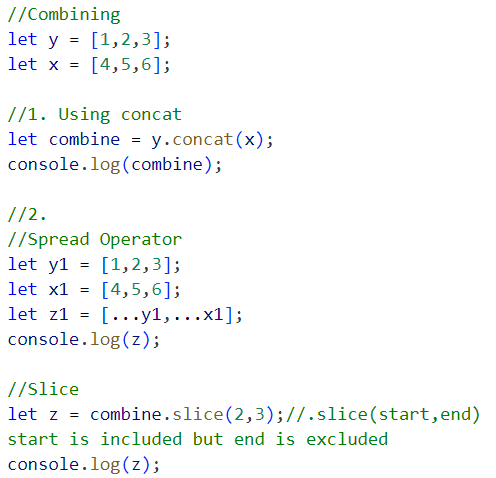 //Combining
let y = [1,2,3];
let x = [4,5,6];

//1. Using concat
let combine = y.concat(x);
console.log(combine);

//2.
//Spread Operator
let y1 = [1,2,3];
let x1 = [4,5,6];
let z1 = [...y1,...x1];
console.log(z);

//Slice
let z = combine.slice(2,3);//.slice(start,end)
start is included but end is excluded
console.log(z);